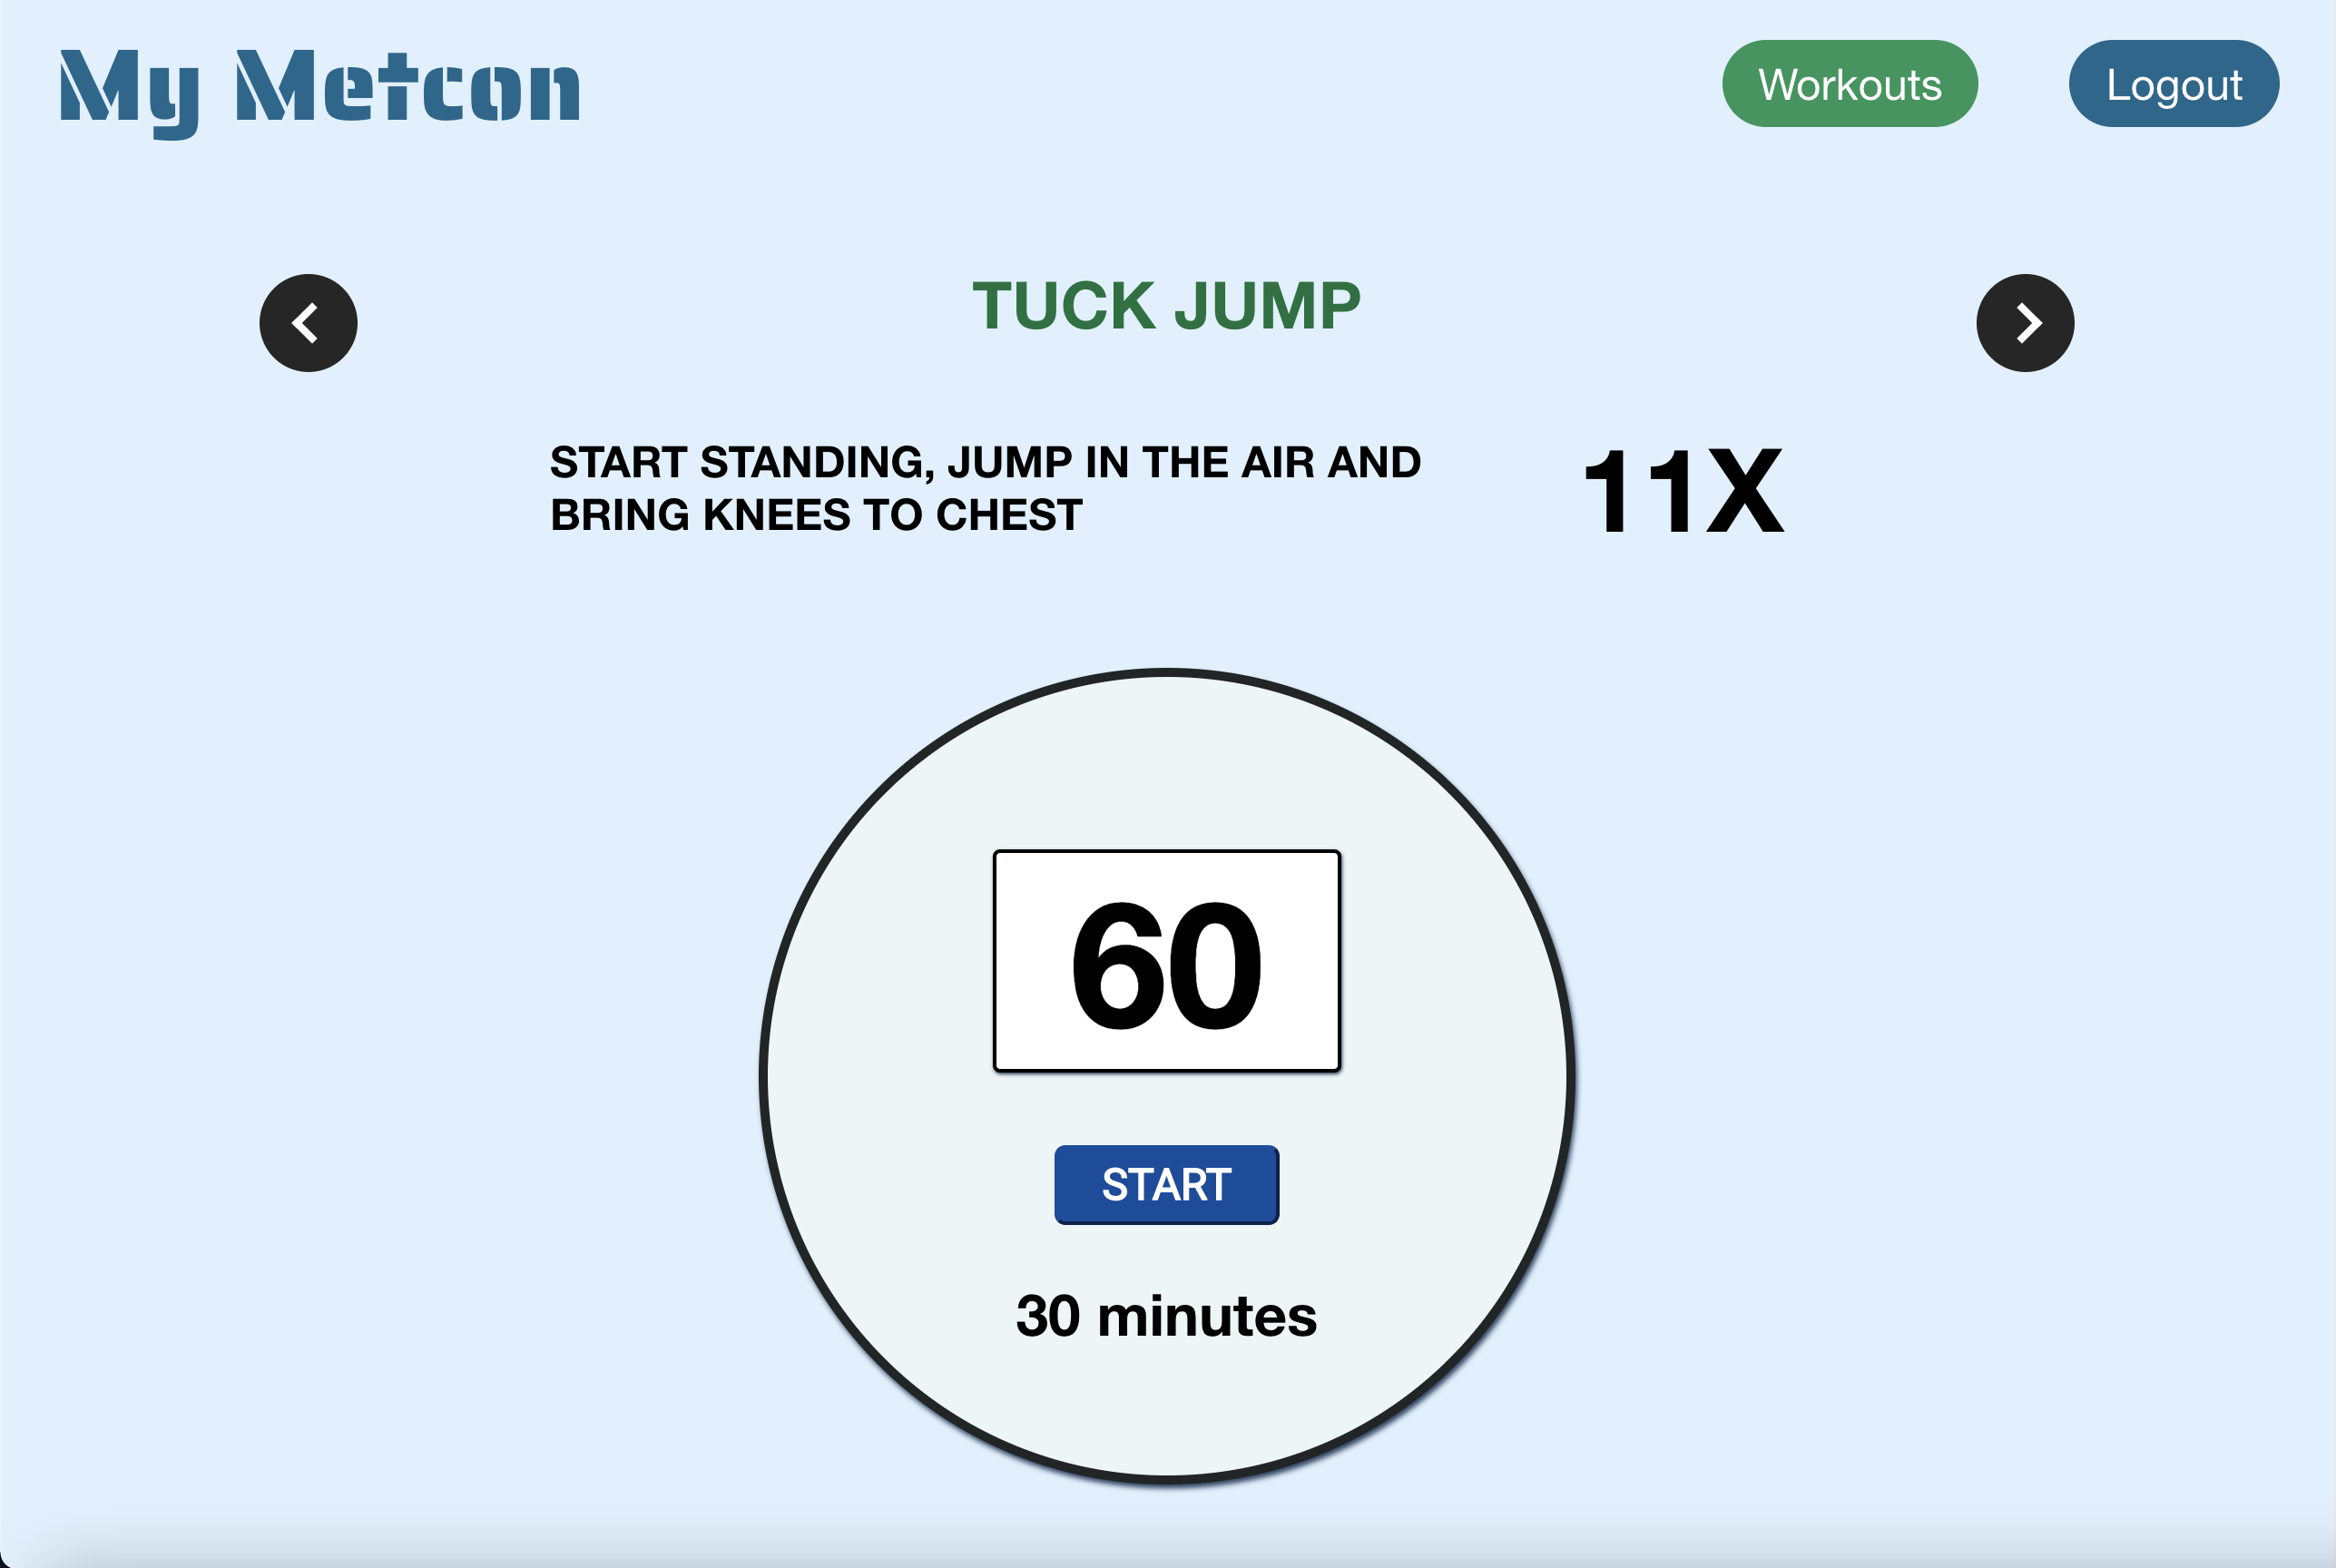 My Metcon
Workouts
Logout
TUCK JUMP
START STANDING, JUMP IN THE AIR AND
BRING KNEES TO CHEST
11X
60
START
30 minutes